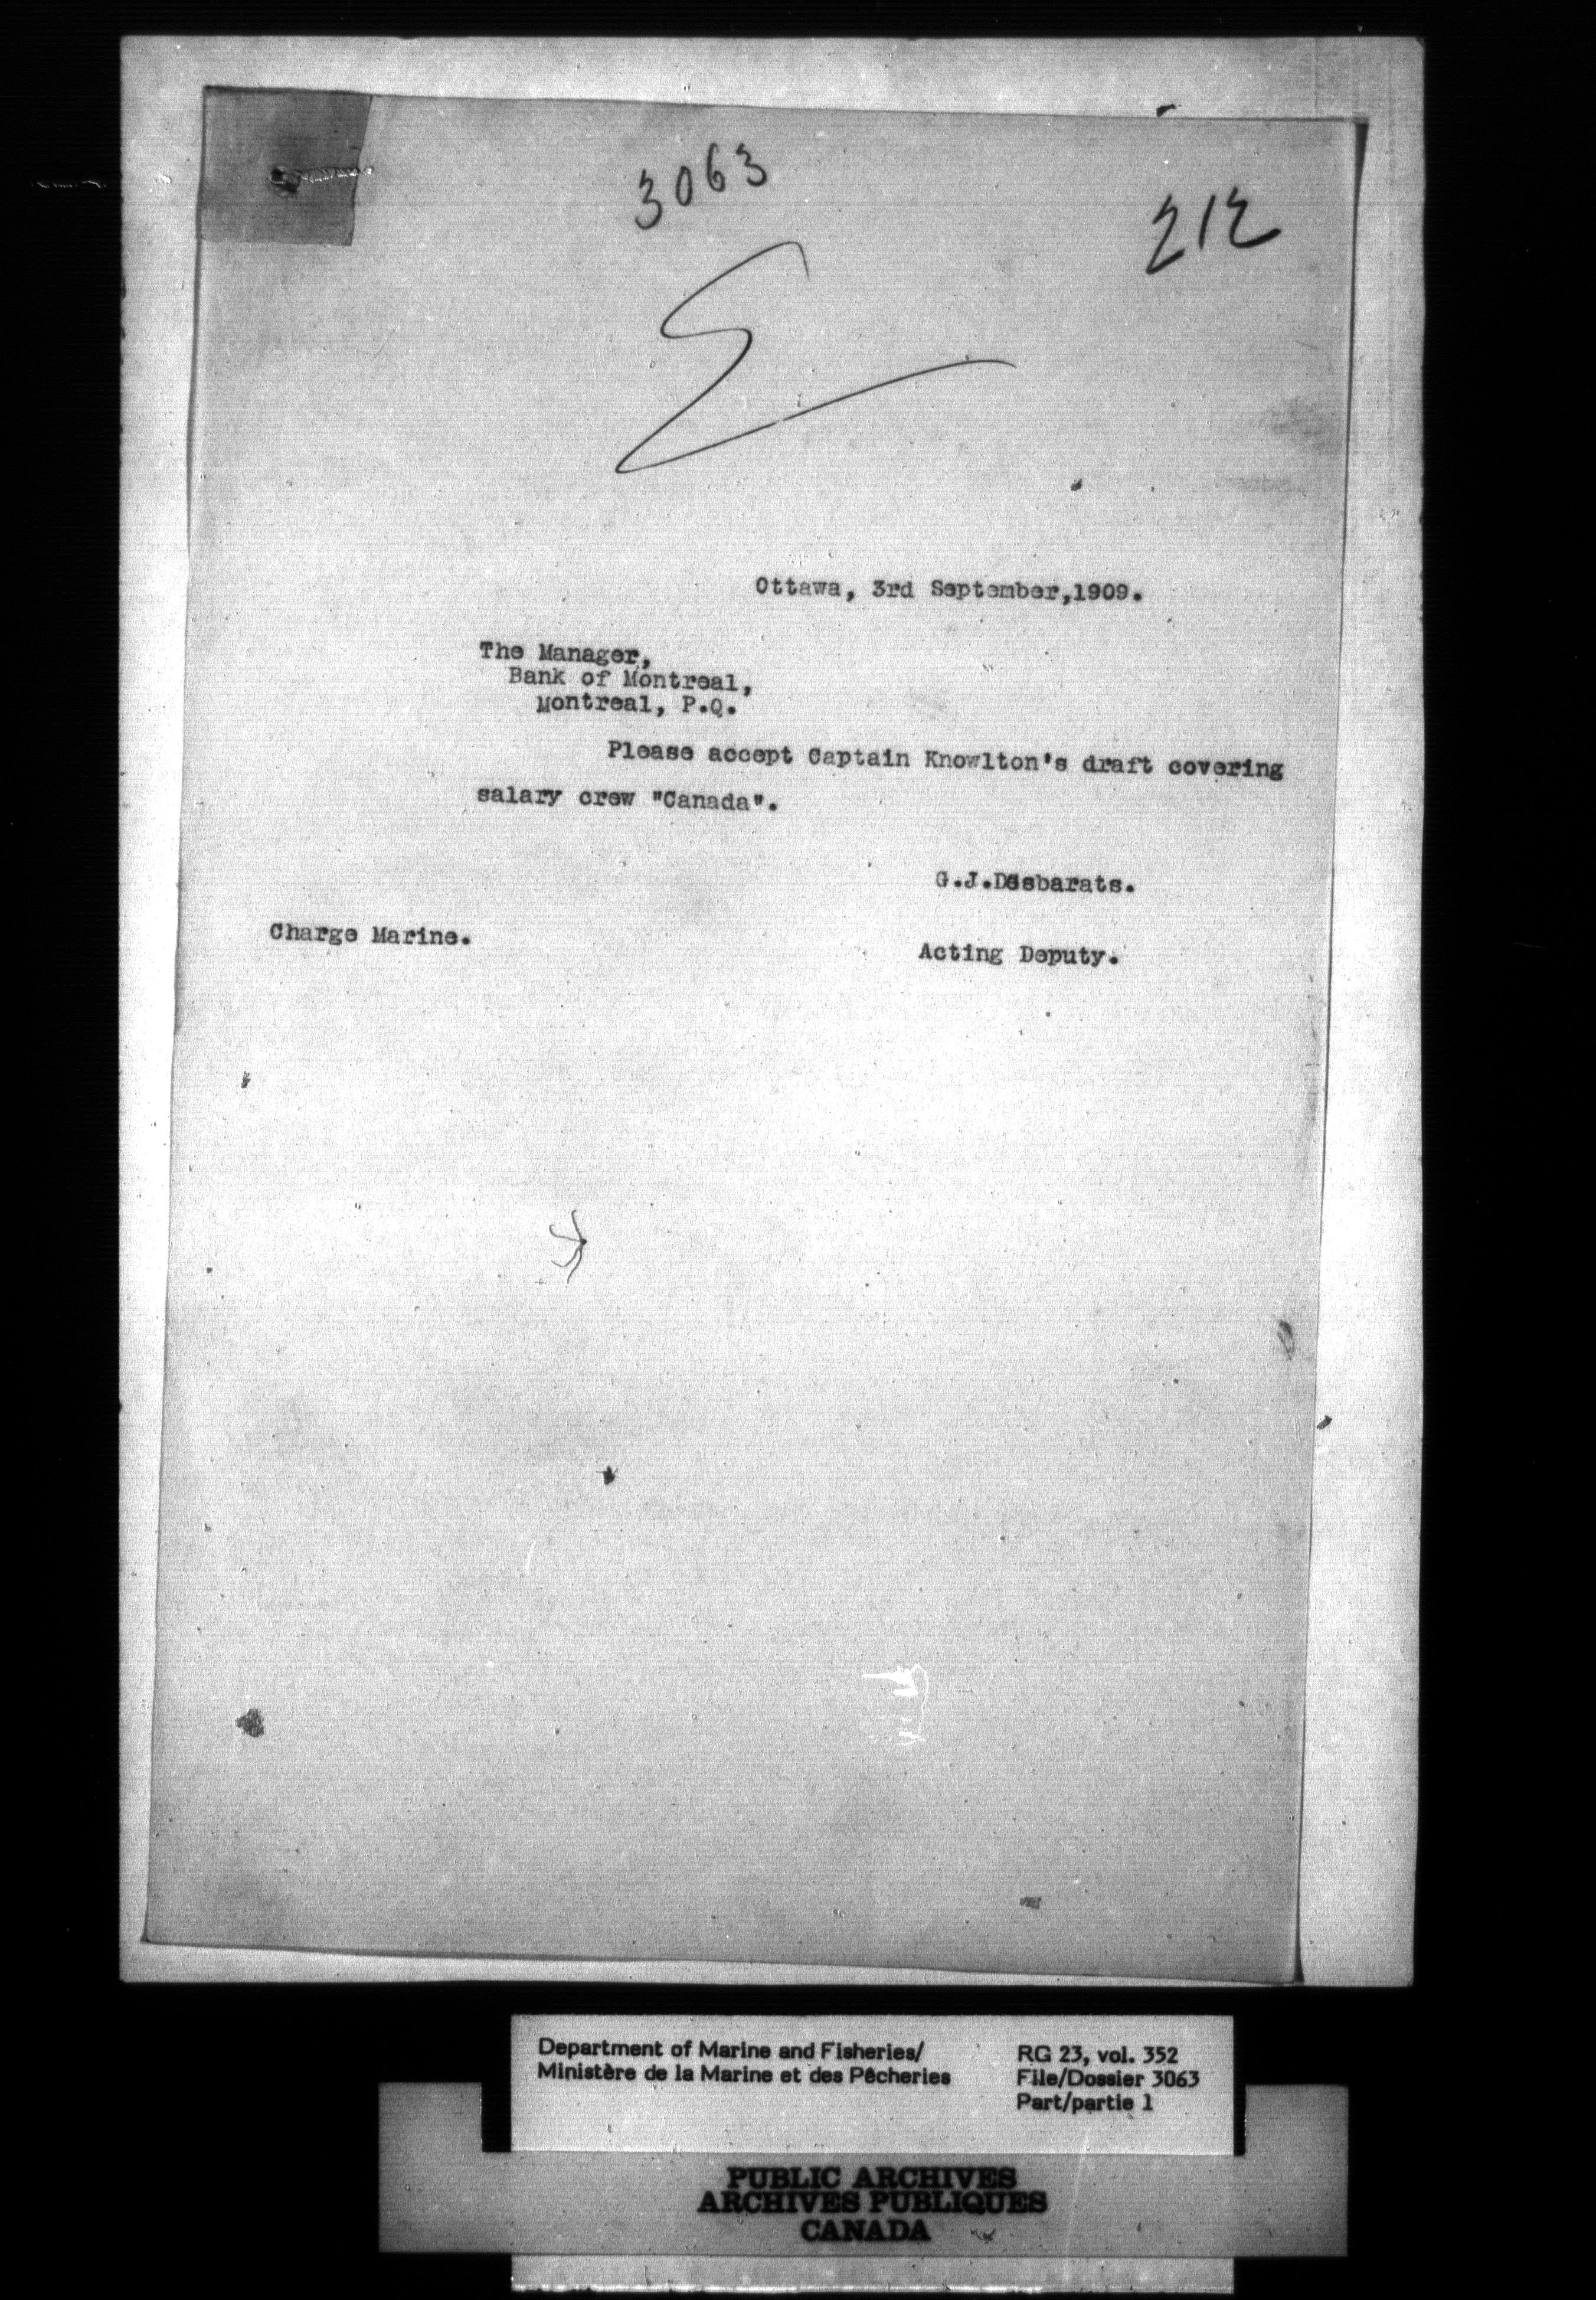 3063
212
Ottawa, 3rd September,1909.
The Manager,
Bank of Montreal,
Montreal, P.Q.
Please accept Captain Knowlton's draft covering
salary crew "Canada".
G.J.Desbarats.
Charge Marine.
Acting Deputy.
Department of Marine and Fisheries/
Ministère de la Marine et des Pêcheries
RG 23, vol. 352
File/Dossier 3063
Part/partie 1
PUBLIC ARCHIVES
ARCHIVES PUBLIQUES
CANADA